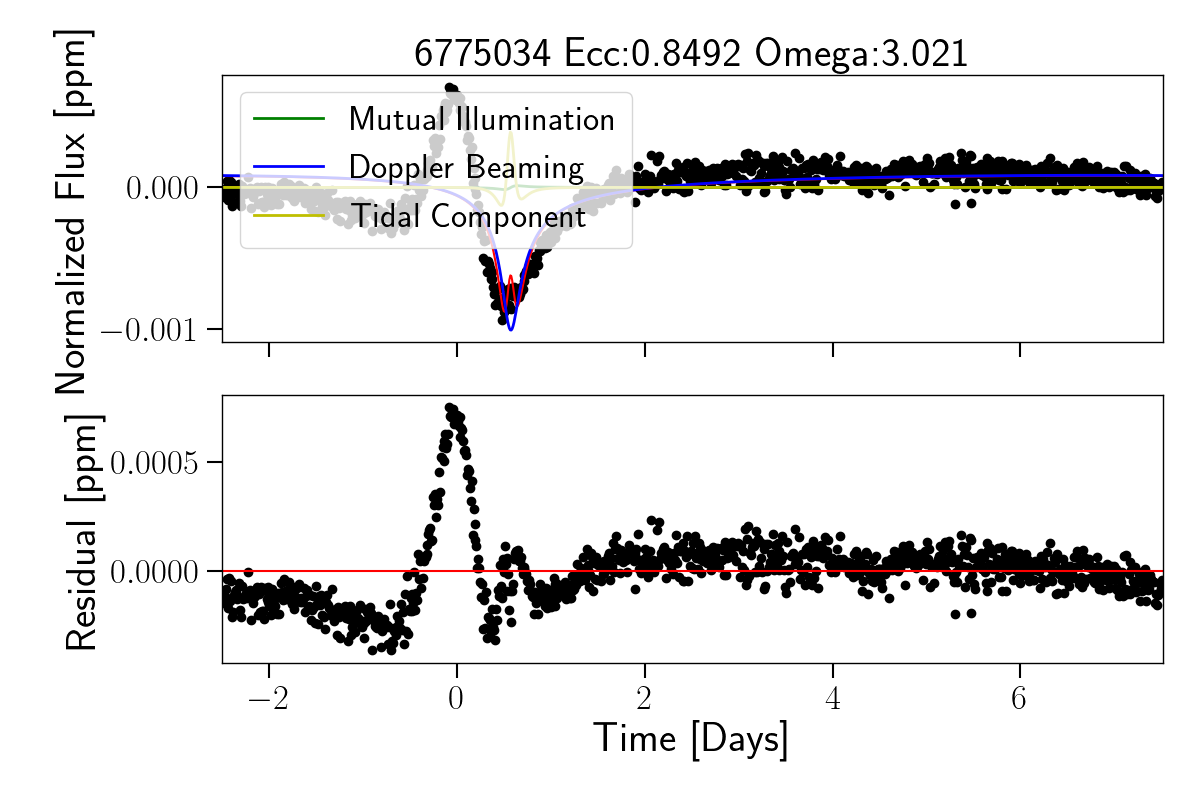 6775034 Ecc:0.8492 Omega:3.021
Normalized Flux [ppm]
Mutual Illumination
Doppler Beaming
Tidal Component
0.000
−0.001
Residual [ppm]
0.0005
0.0000
−2 0 2 4 6
Time [Days]